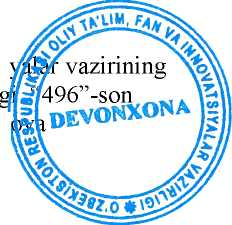 vazirining
"496"-son
DEVONXONA
O'ZBEKISTON RESPUBLIKASI OLIY TA'LIM, FAN VA INNOVATSIYALAR VAZIRLIGI